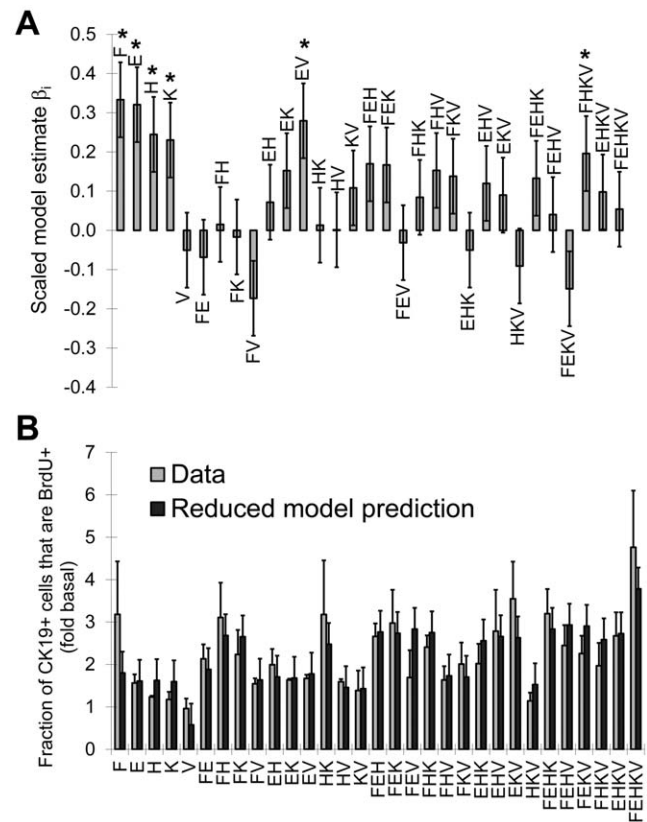 A
Scaled model estimate βi
0.5
0.4
0.3
0.2
0.1
0.0
-0.1
-0.2
-0.3
-0.4
F*
E*
H*
K*
V
FE
FH
FK
FV
EH
EK
EV*
HK
HV
KV
FEH
FEK
FEV
FHK
FHV
FKV
EHK
EHV
EKV
HKV
FEHK
FEHV
FEKV
FHKV*
EHKV
FEHKV
B
Fraction of CK19+ cells that are BrdU+
(fold basal)
7
6
5
4
3
2
1
0
Data
Reduced model prediction
F
E
H
K
V
FE
FH
FK
FV
EH
EK
EV
HK
HV
KV
FEH
FEK
FEV
FHK
FHV
FKV
EHK
EHV
EKV
HKV
FEHK
FEHV
FEKV
FHKV
EHKV
FEHKV